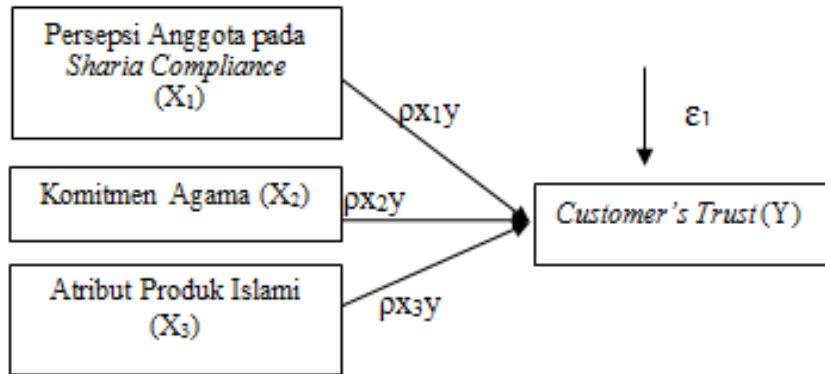 Persepsi Anggota pada
Sharia Compliance
(X₁)
ρx₁y
ε₁
Komitmen Agama (X₂)
ρx₂y
Customer's Trust (Y)
Atribut Produk Islami
(X₃)
ρx₃y